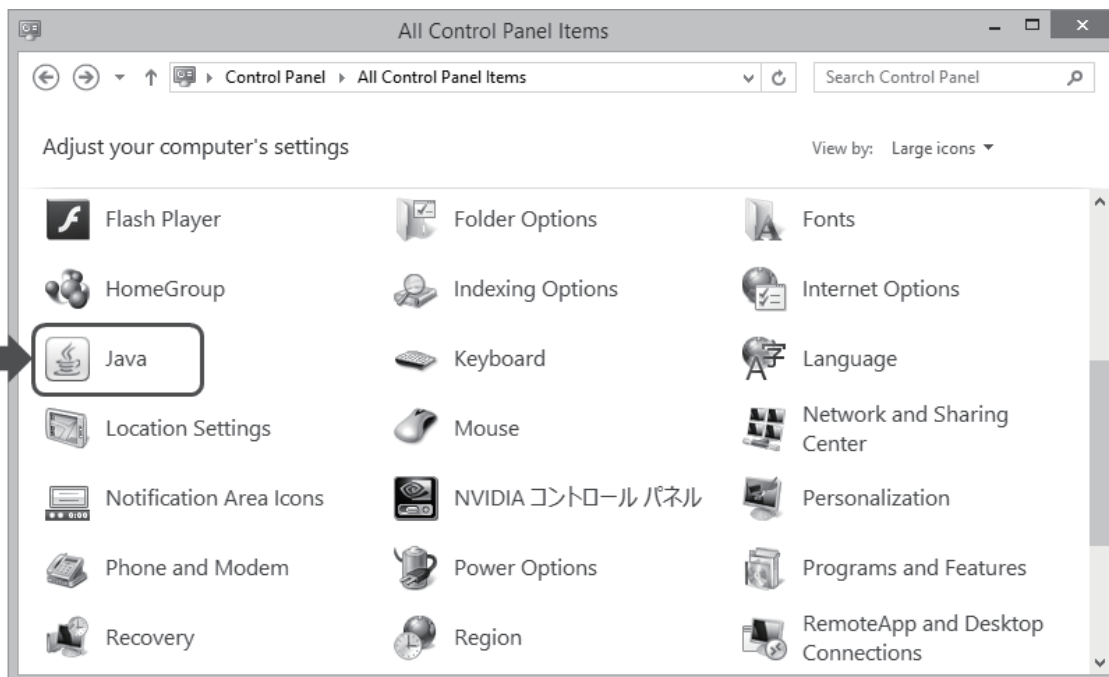 All Control Panel Items
Control Panel All Control Panel Items
Search Control Panel
Adjust your computer's settings
View by: Large icons
Flash Player
Folder Options
Fonts
HomeGroup
Indexing Options
Internet Options
Java
Keyboard
Language
Location Settings
Mouse
Network and Sharing
Center
Notification Area Icons
NVIDIA コントロール パネル
Personalization
Phone and Modem
Power Options
Programs and Features
Recovery
Region
RemoteApp and Desktop
Connections